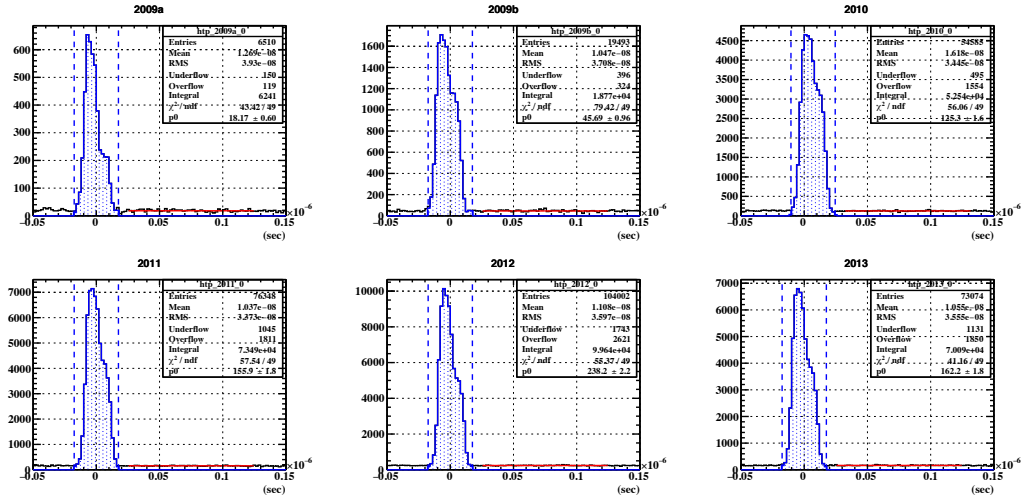 2009a
htp_2009a_0
Entries 6510
Mean 1.269e−08
RMS 3.93e−08
Underflow 150
Overflow 119
Integral 6241
χ² / ndf 43.42 / 49
p0 18.17 ± 0.60
600
500
400
300
200
100
0
−0.05 0 0.05 0.1 0.15
×10⁻⁶
(sec)
2009b
htp_2009b_0
Entries 19493
Mean 1.047e−08
RMS 3.708e−08
Underflow 396
Overflow 324
Integral 1.877e+04
χ² / ndf 79.42 / 49
p0 45.69 ± 0.96
1600
1400
1200
1000
800
600
400
200
0
−0.05 0 0.05 0.1 0.15
×10⁻⁶
(sec)
2010
htp_2010_0
Entries 54585
Mean 1.618e−08
RMS 3.445e−08
Underflow 495
Overflow 1554
Integral 5.254e+04
χ² / ndf 56.06 / 49
p0 125.3 ± 1.6
4500
4000
3500
3000
2500
2000
1500
1000
500
0
−0.05 0 0.05 0.1 0.15
×10⁻⁶
(sec)
2011
htp_2011_0
Entries 76348
Mean 1.037e−08
RMS 3.373e−08
Underflow 1045
Overflow 1811
Integral 7.349e+04
χ² / ndf 57.54 / 49
p0 155.9 ± 1.8
7000
6000
5000
4000
3000
2000
1000
0
−0.05 0 0.05 0.1 0.15
×10⁻⁶
(sec)
2012
htp_2012_0
Entries 104002
Mean 1.108e−08
RMS 3.597e−08
Underflow 1743
Overflow 2621
Integral 9.964e+04
χ² / ndf 55.37 / 49
p0 238.2 ± 2.2
10000
8000
6000
4000
2000
0
−0.05 0 0.05 0.1 0.15
×10⁻⁶
(sec)
2013
htp_2013_0
Entries 73074
Mean 1.055e−08
RMS 3.555e−08
Underflow 1131
Overflow 1850
Integral 7.009e+04
χ² / ndf 41.16 / 49
p0 162.2 ± 1.8
7000
6000
5000
4000
3000
2000
1000
0
−0.05 0 0.05 0.1 0.15
×10⁻⁶
(sec)